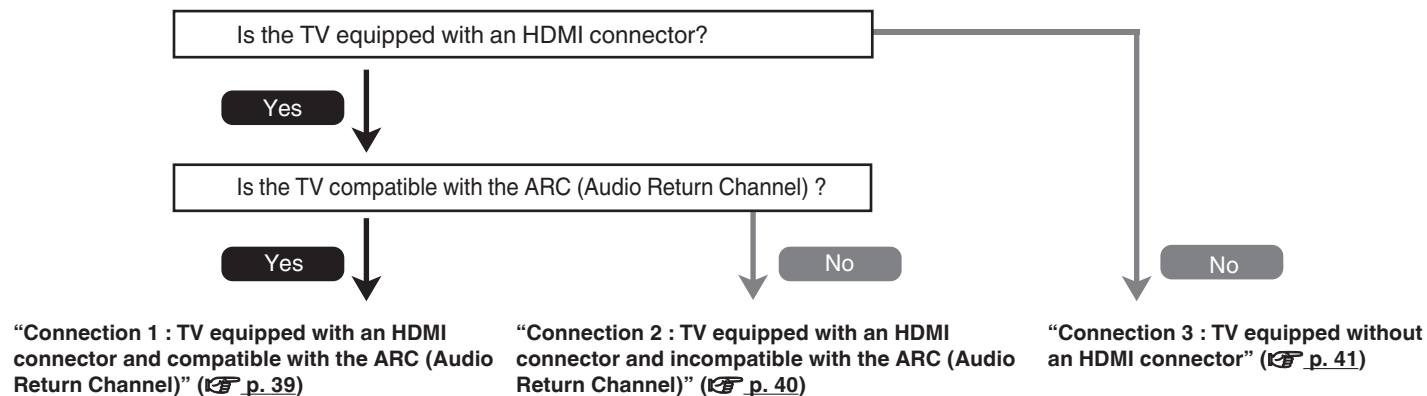 Is the TV equipped with an HDMI connector?
Yes
Is the TV compatible with the ARC (Audio Return Channel) ?
Yes
No
No
“Connection 1 : TV equipped with an HDMI
connector and compatible with the ARC (Audio
Return Channel)” (☞ p. 39)
“Connection 2 : TV equipped with an HDMI
connector and incompatible with the ARC (Audio
Return Channel)” (☞ p. 40)
“Connection 3 : TV equipped without
an HDMI connector” (☞ p. 41)